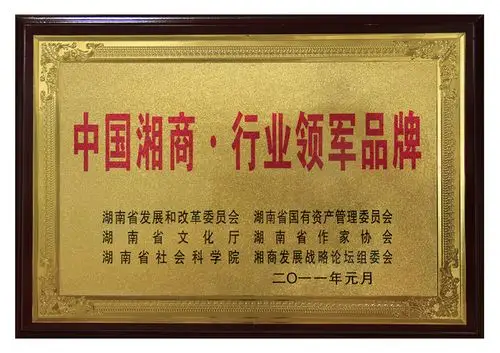 中国湘商·行业领军品牌
湖南省发展和改革委员会 湖南省国有资产管理委员会
湖南省文化厅 湖南省作家协会
湖南省社会科学院 湘商发展战略论坛组委会
二〇一一年元月